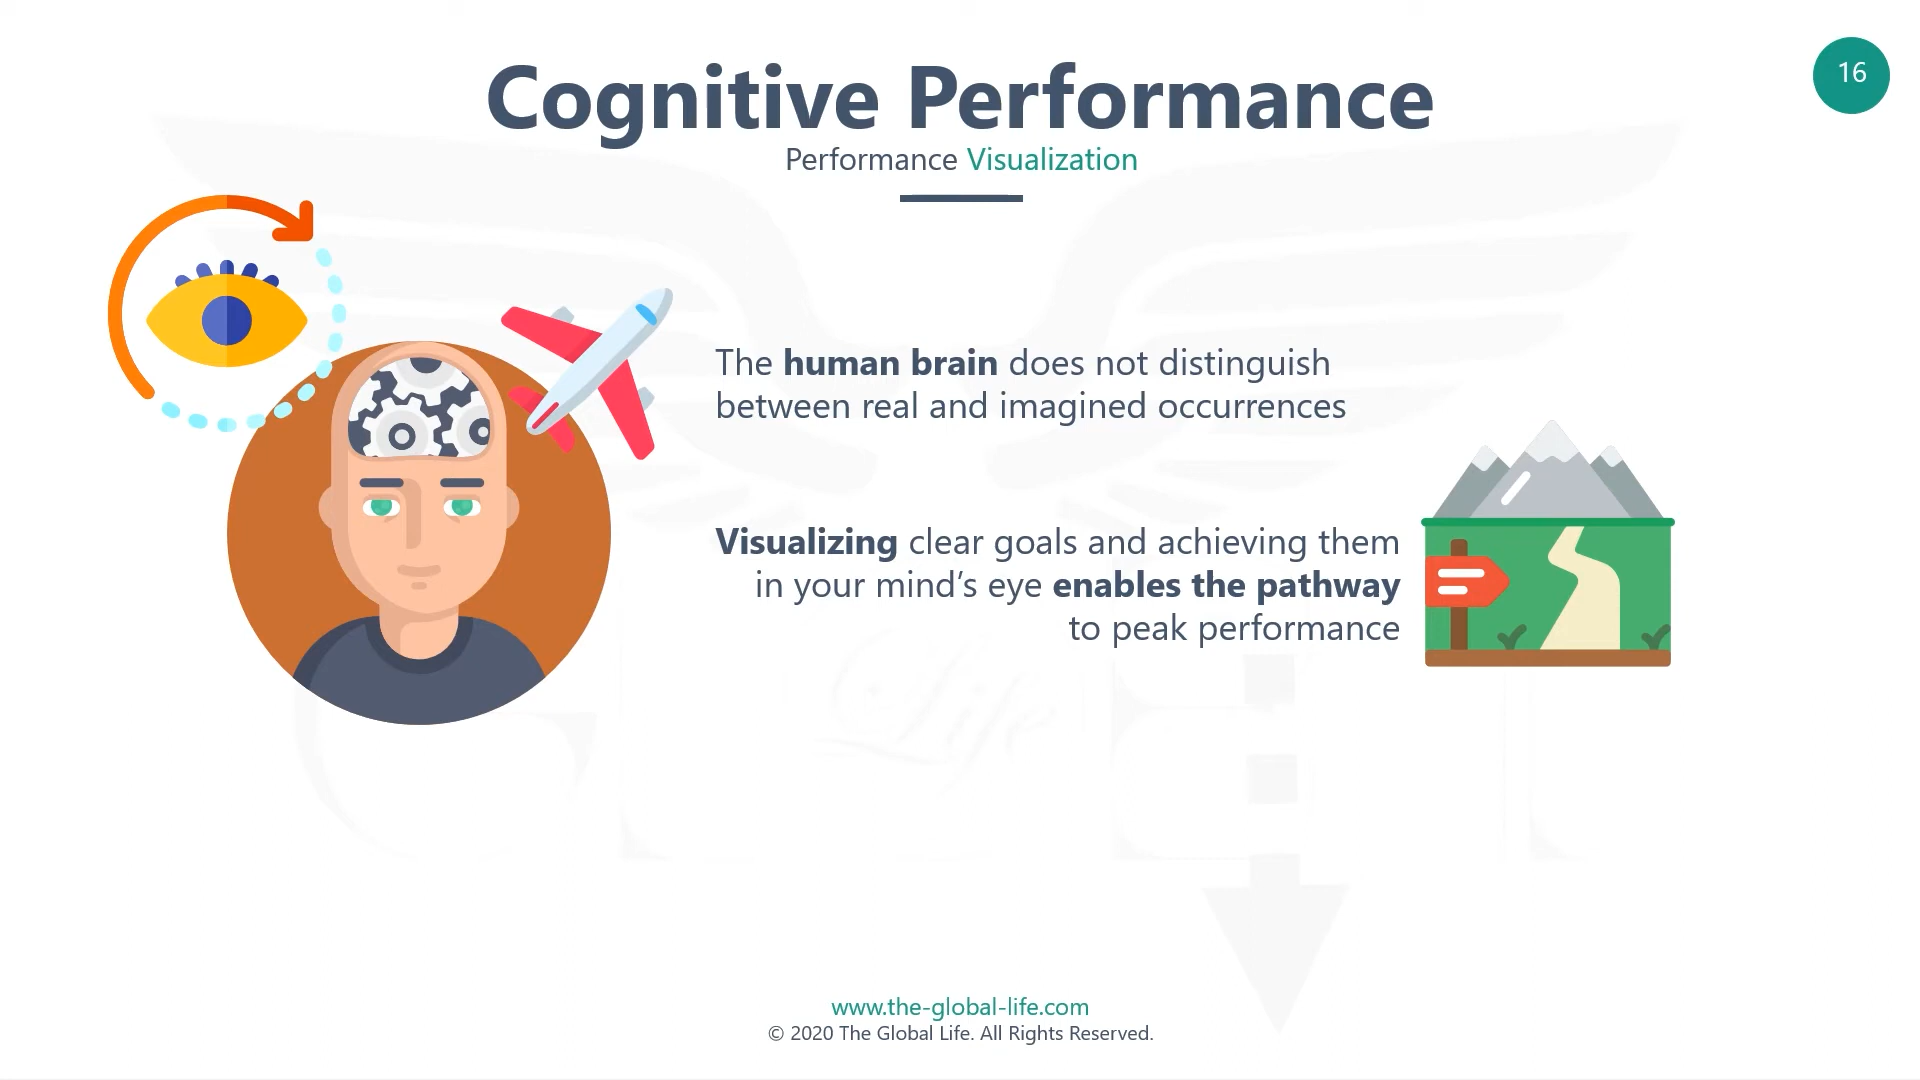 Cognitive Performance
16
Performance Visualization
The human brain does not distinguish
between real and imagined occurrences
Visualizing clear goals and achieving them
in your mind’s eye enables the pathway
to peak performance
Life
www.the-global-life.com
© 2020 The Global Life. All Rights Reserved.